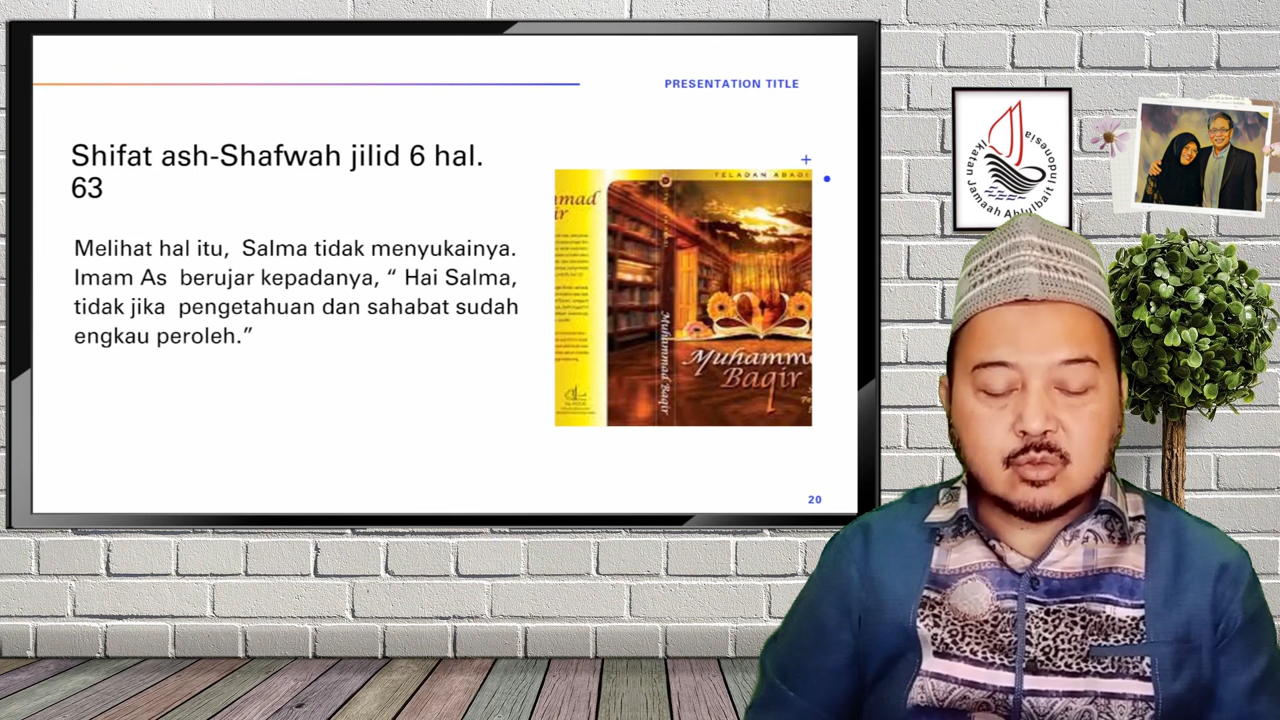 PRESENTATION TITLE
Shifat ash-Shafwah jilid 6 hal.
63
Melihat hal itu, Salma tidak menyukainya.
Imam As berujar kepadanya, “ Hai Salma,
tidak jika pengetahuan dan sahabat sudah
engkau peroleh.”
TELADAN ABADI
Muhammad Baqir
Muhamm
Baqir
20
Ikatan Jamaah Ahlulbait Indonesia